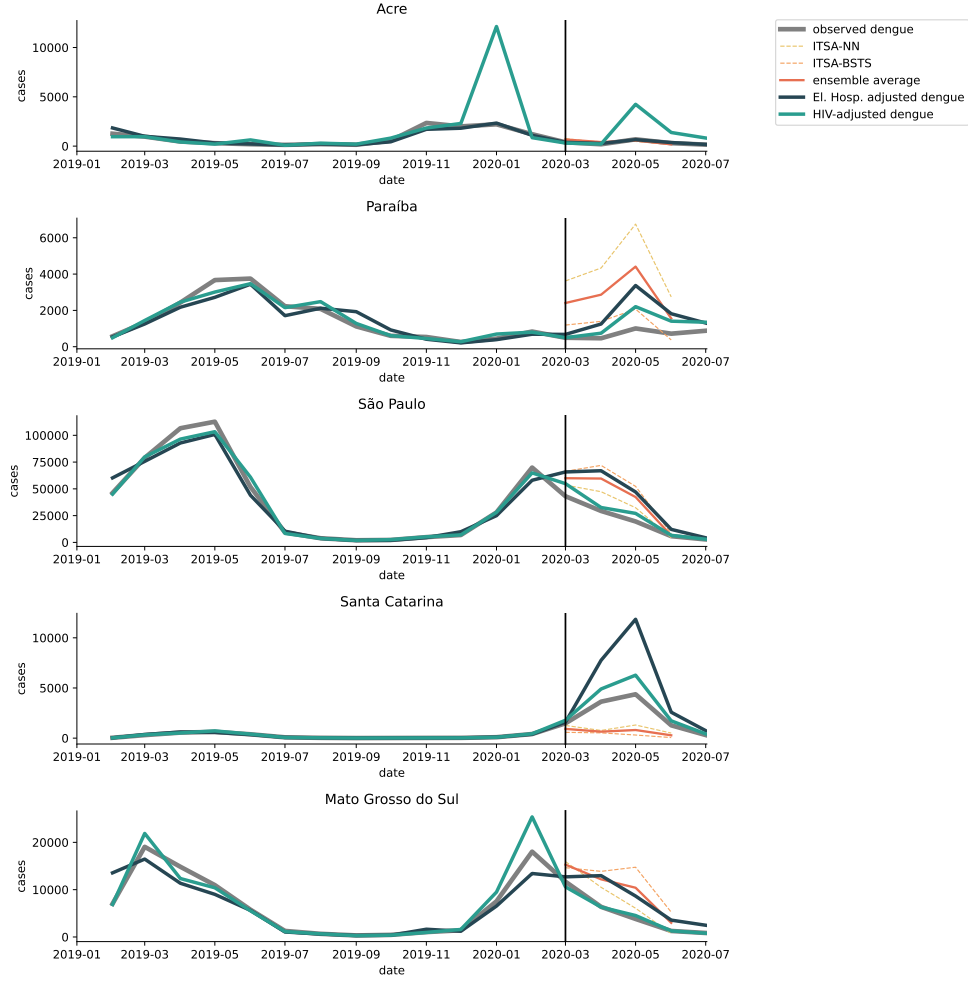 Acre
observed dengue
ITSA-NN
ITSA-BSTS
ensemble average
El. Hosp. adjusted dengue
HIV-adjusted dengue
10000
5000
0
cases
2019-01 2019-03 2019-05 2019-07 2019-09 2019-11 2020-01 2020-03 2020-05 2020-07
date
Paraíba
6000
4000
2000
0
cases
2019-01 2019-03 2019-05 2019-07 2019-09 2019-11 2020-01 2020-03 2020-05 2020-07
date
São Paulo
100000
75000
50000
25000
0
cases
2019-01 2019-03 2019-05 2019-07 2019-09 2019-11 2020-01 2020-03 2020-05 2020-07
date
Santa Catarina
10000
5000
0
cases
2019-01 2019-03 2019-05 2019-07 2019-09 2019-11 2020-01 2020-03 2020-05 2020-07
date
Mato Grosso do Sul
20000
10000
0
cases
2019-01 2019-03 2019-05 2019-07 2019-09 2019-11 2020-01 2020-03 2020-05 2020-07
date